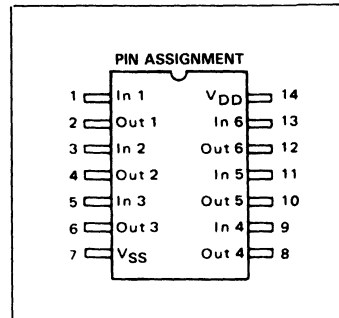 PIN ASSIGNMENT
1 In 1 VDD 14
2 Out 1 In 6 13
3 In 2 Out 6 12
4 Out 2 In 5 11
5 In 3 Out 5 10
6 Out 3 In 4 9
7 VSS Out 4 8